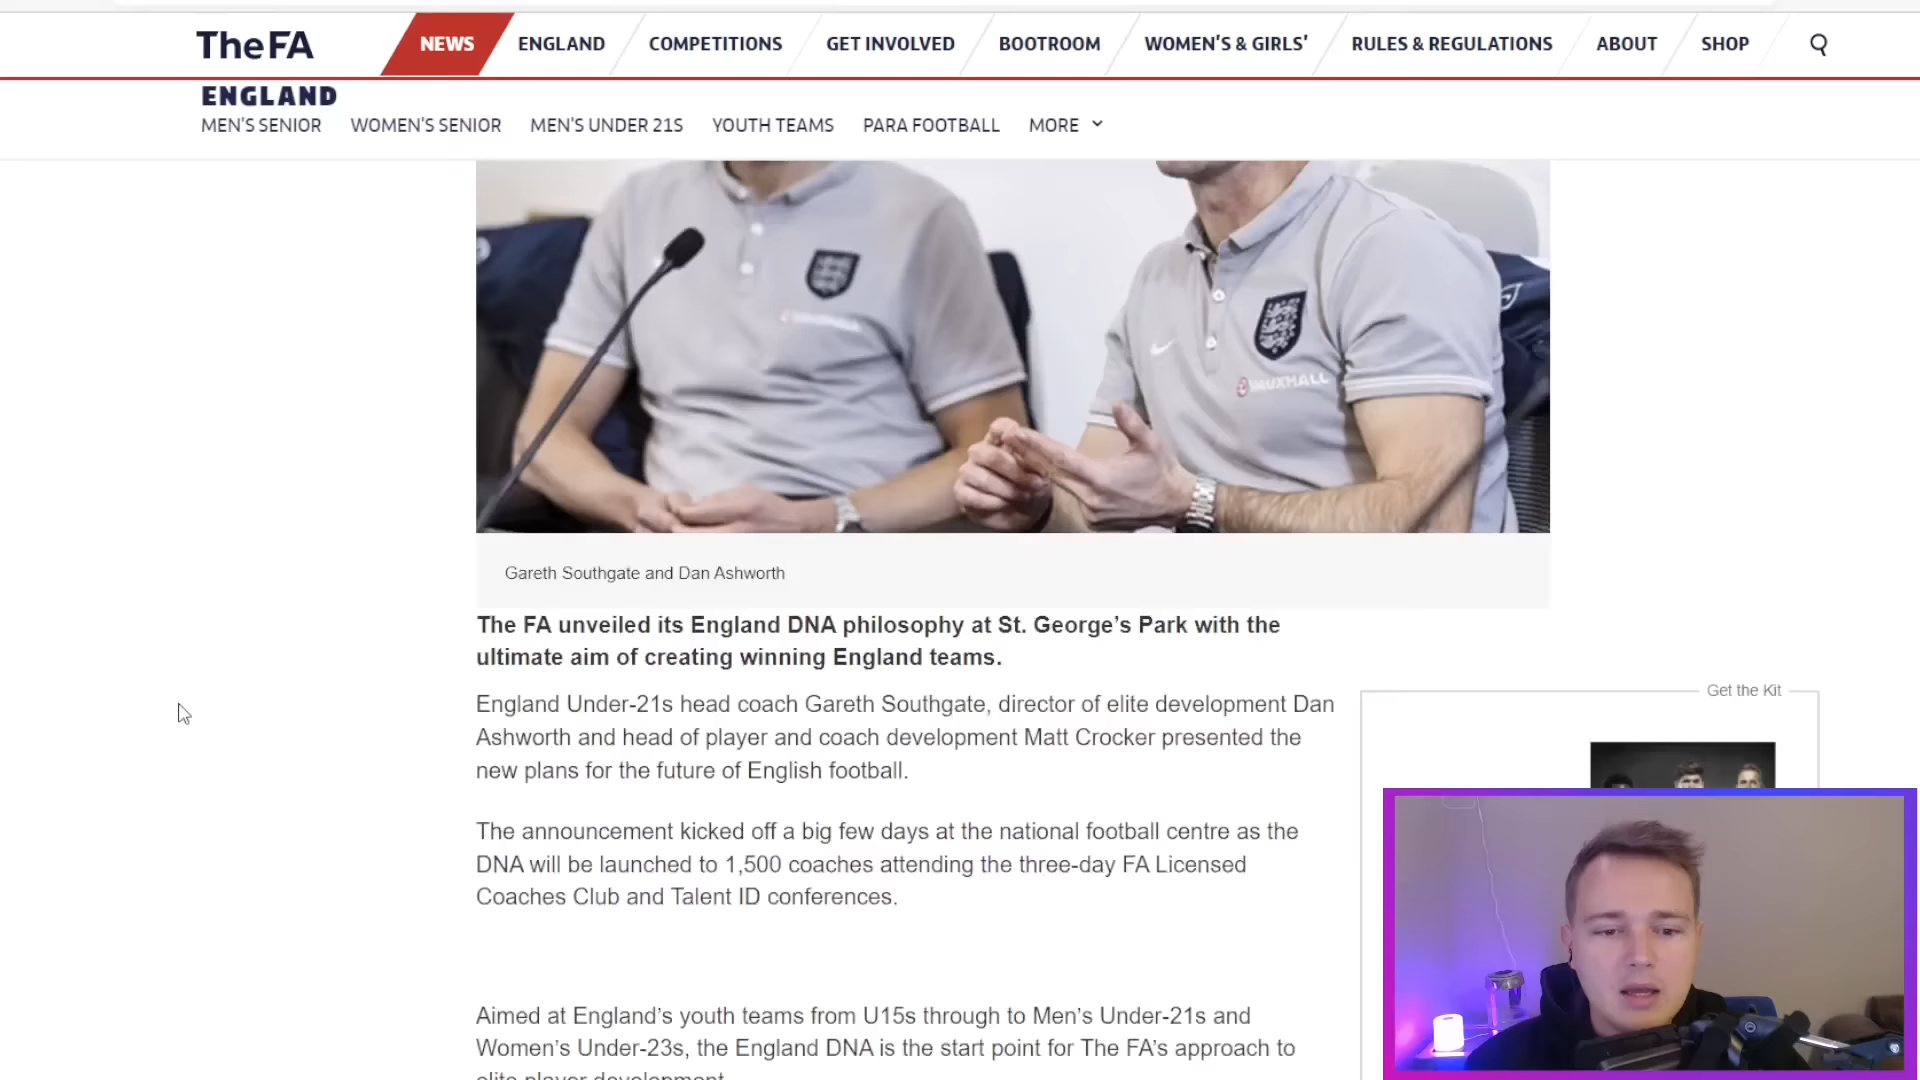 TheFA
NEWS
ENGLAND
COMPETITIONS
GET INVOLVED
BOOTROOM
WOMEN'S & GIRLS'
RULES & REGULATIONS
ABOUT
SHOP
ENGLAND
MEN'S SENIOR
WOMEN'S SENIOR
MEN'S UNDER 21S
YOUTH TEAMS
PARA FOOTBALL
MORE
VAUXHALL
VAUXHALL
Gareth Southgate and Dan Ashworth
The FA unveiled its England DNA philosophy at St. George’s Park with the
ultimate aim of creating winning England teams.
England Under-21s head coach Gareth Southgate, director of elite development Dan
Ashworth and head of player and coach development Matt Crocker presented the
new plans for the future of English football.
The announcement kicked off a big few days at the national football centre as the
DNA will be launched to 1,500 coaches attending the three-day FA Licensed
Coaches Club and Talent ID conferences.
Aimed at England’s youth teams from U15s through to Men’s Under-21s and
Women’s Under-23s, the England DNA is the start point for The FA’s approach to
elite player development.
Get the Kit